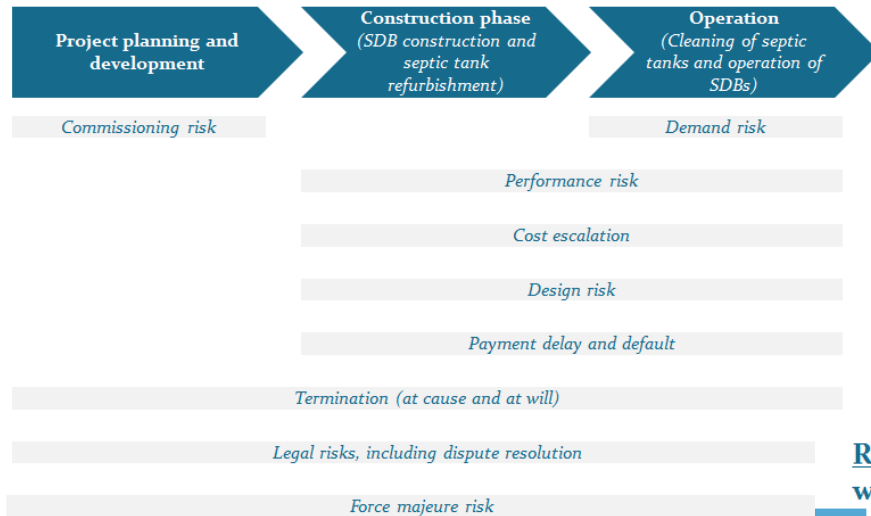 Project planning and
development
Construction phase
(SDB construction and
septic tank
refurbishment)
Operation
(Cleaning of septic
tanks and operation of
SDBs)
Commissioning risk
Demand risk
Performance risk
Cost escalation
Design risk
Payment delay and default
Termination (at cause and at will)
Legal risks, including dispute resolution
Force majeure risk